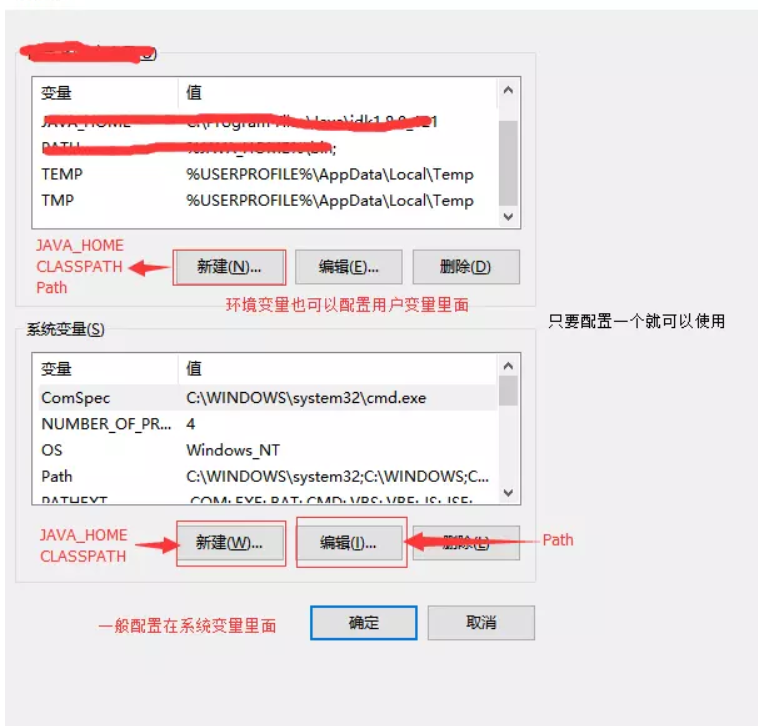 变量 值
JAVA_HOME C:\Program Files\Java\jdk1.8.0_121
PATH %JAVA_HOME%\bin;
TEMP %USERPROFILE%\AppData\Local\Temp
TMP %USERPROFILE%\AppData\Local\Temp
JAVA_HOME
CLASSPATH
Path
新建(N)... 编辑(E)... 删除(D)
环境变量也可以配置用户变量里面
只要配置一个就可以使用
系统变量(S)
变量 值
ComSpec C:\WINDOWS\system32\cmd.exe
NUMBER_OF_PR... 4
OS Windows_NT
Path C:\WINDOWS\system32;C:\WINDOWS;C...
PATHEXT .COM;.EXE;.BAT;.CMD;.VBS;.VBE;.JS;.JSE;
JAVA_HOME
CLASSPATH
新建(W)... 编辑(I)... 删除(L)
Path
一般配置在系统变量里面
确定 取消